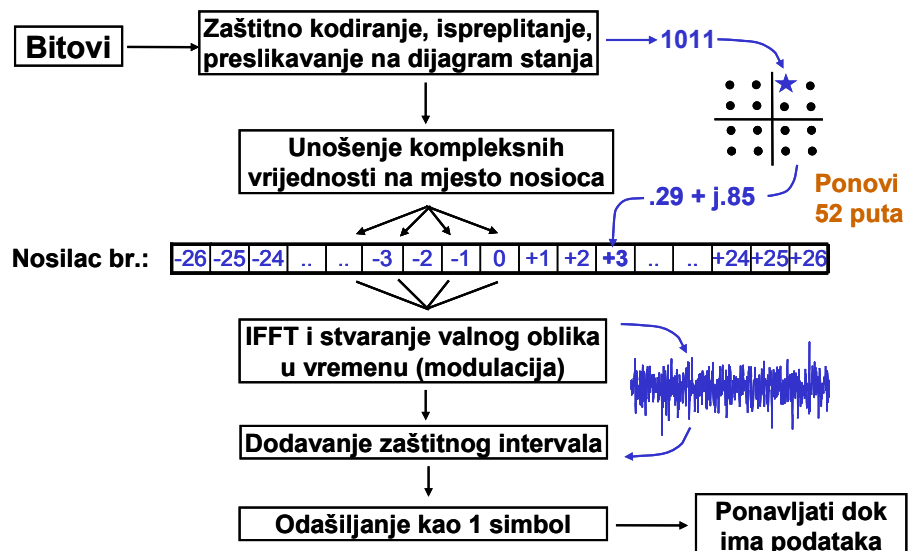 Bitovi
Zaštitno kodiranje, ispreplitanje,
preslikavanje na dijagram stanja
1011
Unošenje kompleksnih
vrijednosti na mjesto nosioca
.29 + j.85
Ponovi
52 puta
Nosilac br.: -26 -25 -24 .. .. -3 -2 -1 0 +1 +2 +3 .. .. +24 +25 +26
IFFT i stvaranje valnog oblika
u vremenu (modulacija)
Dodavanje zaštitnog intervala
Odašiljanje kao 1 simbol
Ponavljati dok
ima podataka